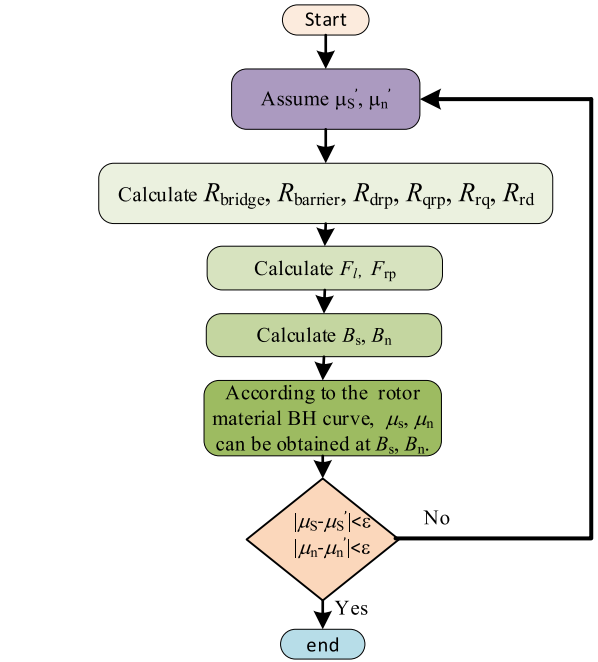 Start
Assume μS', μn'
Calculate Rbridge, Rbarrier, Rdrp, Rqrp, Rrq, Rrd
Calculate Fl, Frp
Calculate Bs, Bn
According to the rotor
material BH curve, μs, μn
can be obtained at Bs, Bn.
|μS-μS'|<ε
|μn-μn'|<ε
No
Yes
end